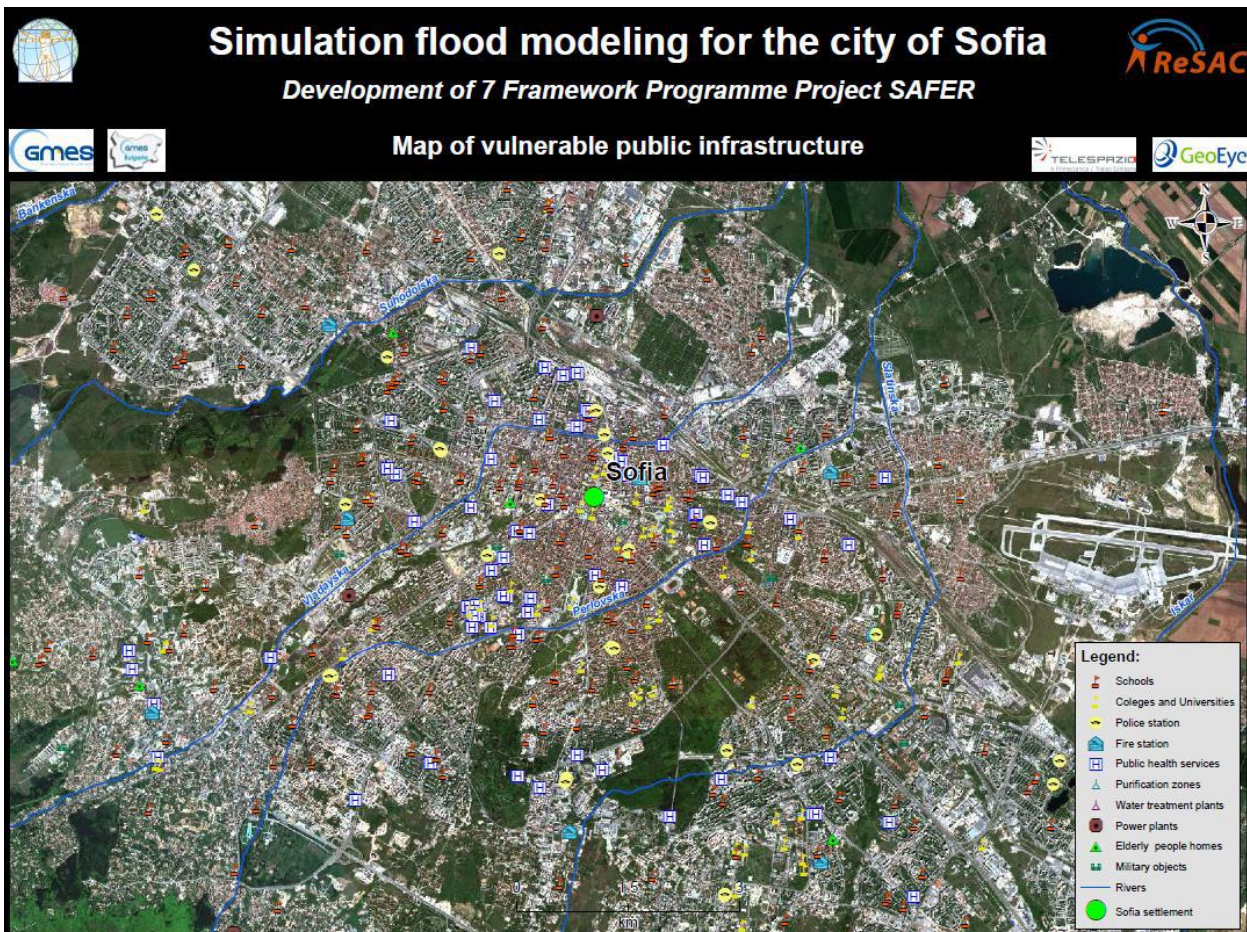 Simulation flood modeling for the city of Sofia
ReSAC
Development of 7 Framework Programme Project SAFER
Map of vulnerable public infrastructure
GMES
GMES
TELESPAZIO
GeoEye
Bankenska
N
W E
S
Suhodolska
Slatinska
Sofia
Vladayska
Perlovska
Iskar
Legend:
Schools
Coleges and Universities
Police station
Fire station
Public health services
Purification zones
Water treatment plants
Power plants
Elderly people homes
Military objects
Rivers
Sofia settlement
0 1.5 3
km